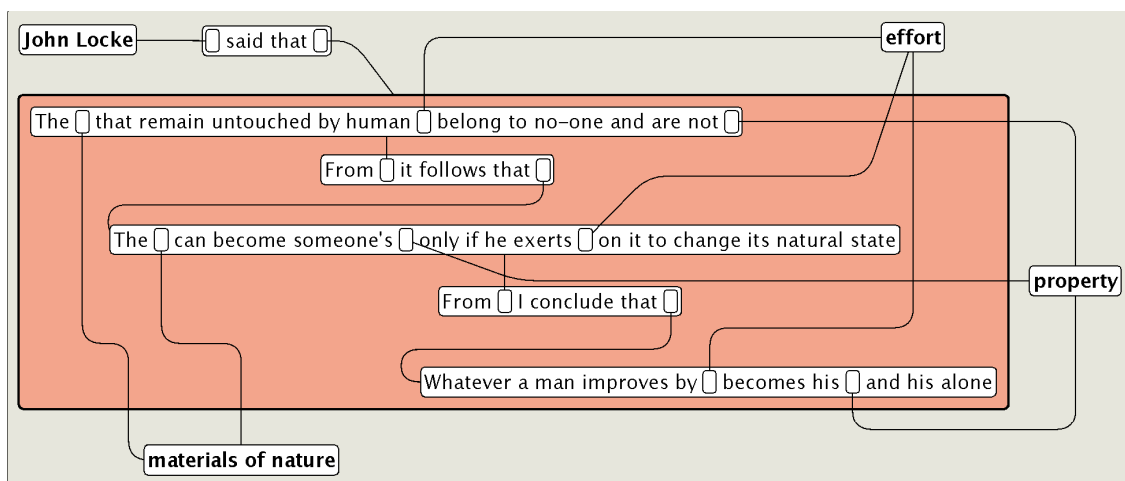 John Locke
said that
effort
The that remain untouched by human belong to no-one and are not
From it follows that
The can become someone's only if he exerts on it to change its natural state
property
From I conclude that
Whatever a man improves by becomes his and his alone
materials of nature